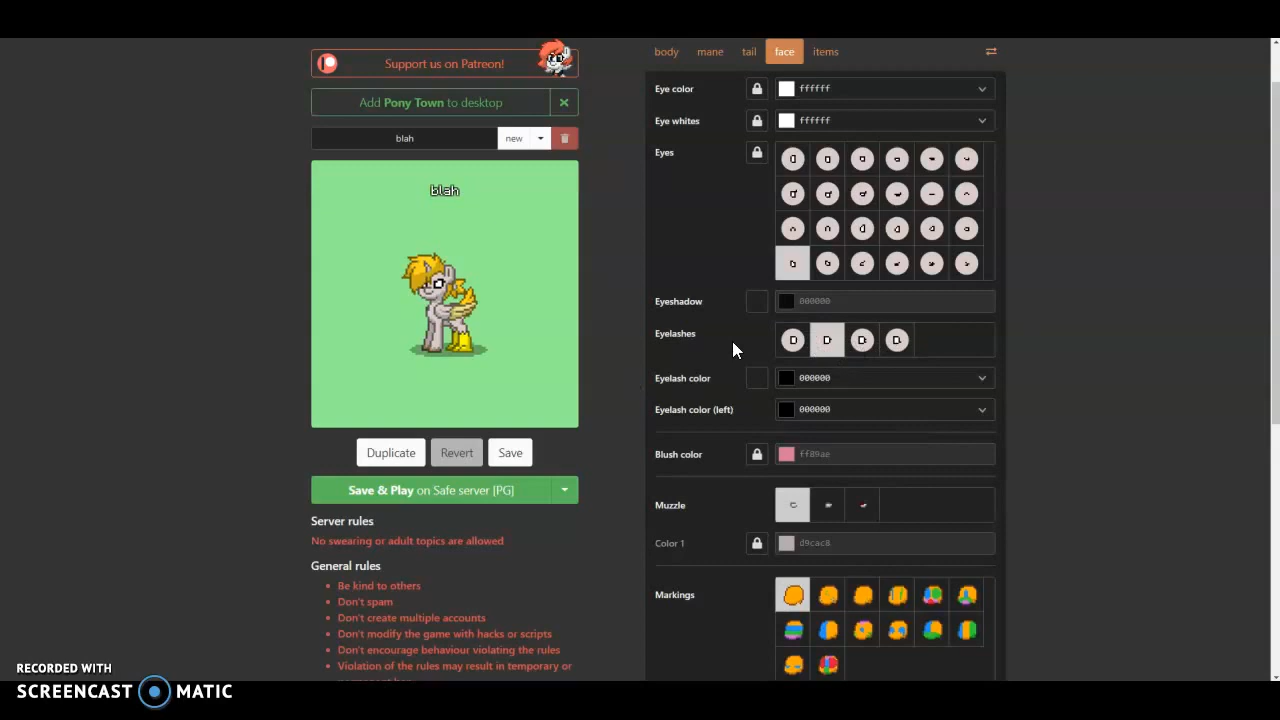 body mane tail face items
Support us on Patreon!
Add Pony Town to desktop
blah new
blah
Eye color ffffff
Eye whites ffffff
Eyes
Eyeshadow 000000
Eyelashes
Eyelash color 000000
Eyelash color (left) 000000
Duplicate Revert Save
Blush color ff89ae
Save & Play on Safe server [PG]
Muzzle
Server rules
No swearing or adult topics are allowed
Color 1 d9cac8
General rules
Be kind to others
Don't spam
Don't create multiple accounts
Don't modify the game with hacks or scripts
Don't encourage behaviour violating the rules
Violation of the rules may result in temporary or
Markings
RECORDED WITH
SCREENCAST MATIC